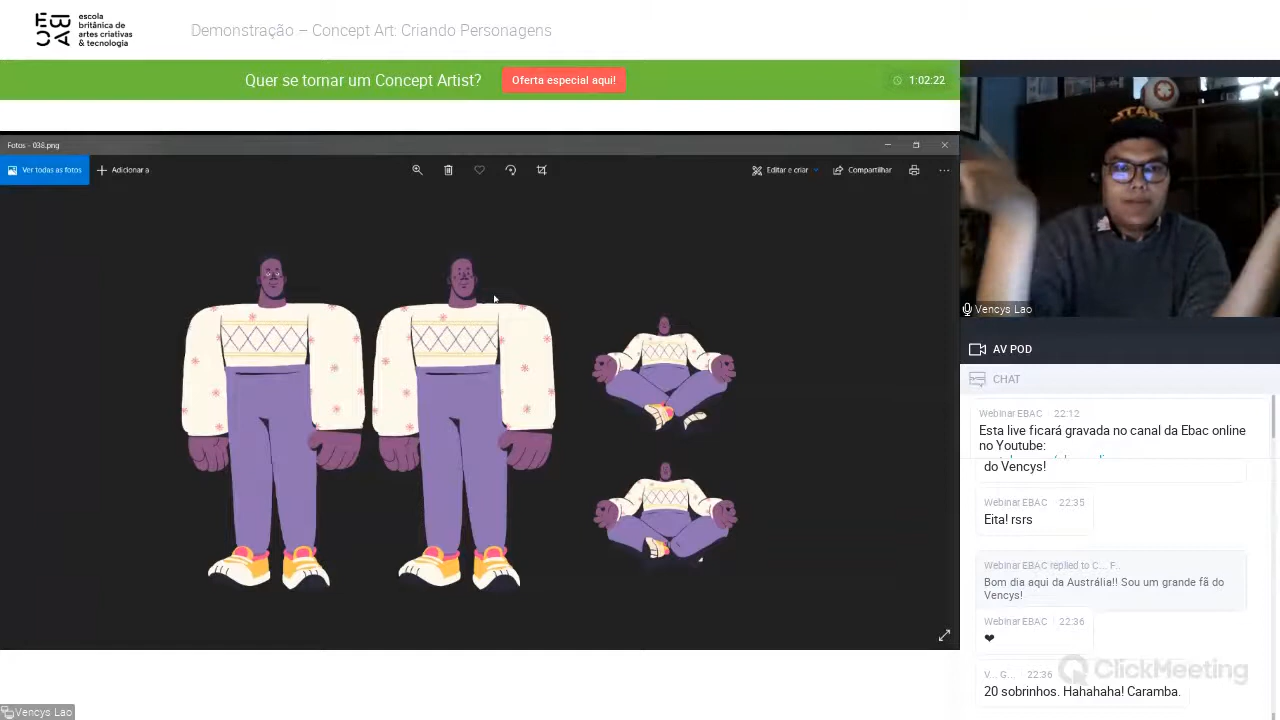 EBAC
escola
britânica de
artes criativas
& tecnologia
Demonstração – Concept Art: Criando Personagens
Quer se tornar um Concept Artist?
Oferta especial aqui!
1:02:22
Fotos - 036.png
Ver todas as fotos
Adicionar a
Editar e criar
Compartilhar
STAR
Vencys Lao
AV POD
CHAT
Webinar EBAC 22:12
Esta live ficará gravada no canal da Ebac online
no Youtube:
do Vencys!
Webinar EBAC 22:35
Eita! rsrs
Webinar EBAC replied to C... F..
Bom dia aqui da Austrália!! Sou um grande fã do
Vencys!
Webinar EBAC 22:36
❤
V... G... 22:36
20 sobrinhos. Hahahaha! Caramba.
ClickMeeting
Vencys Lao